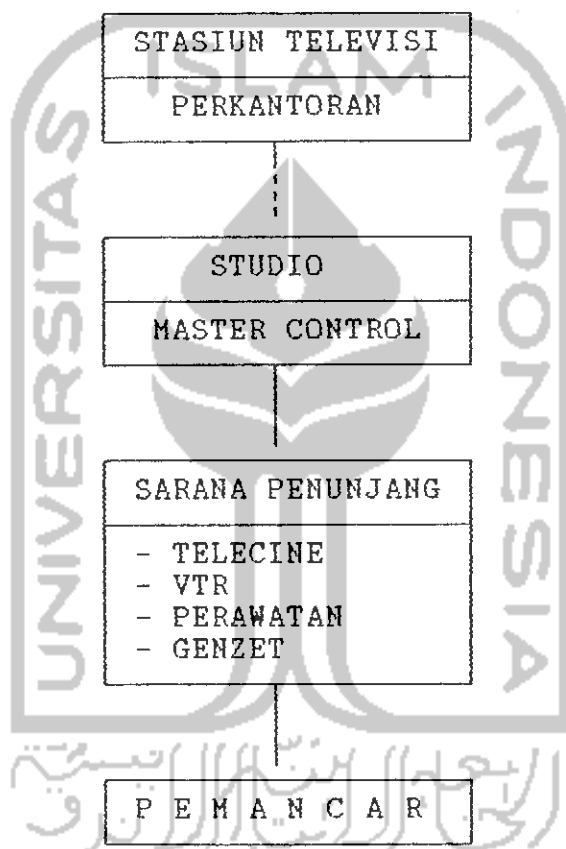 STASIUN TELEVISI
PERKANTORAN
STUDIO
MASTER CONTROL
SARANA PENUNJANG
- TELECINE
- VTR
- PERAWATAN
- GENZET
P E M A N C A R
UNIVERSITAS
ISLAM
INDONESIA